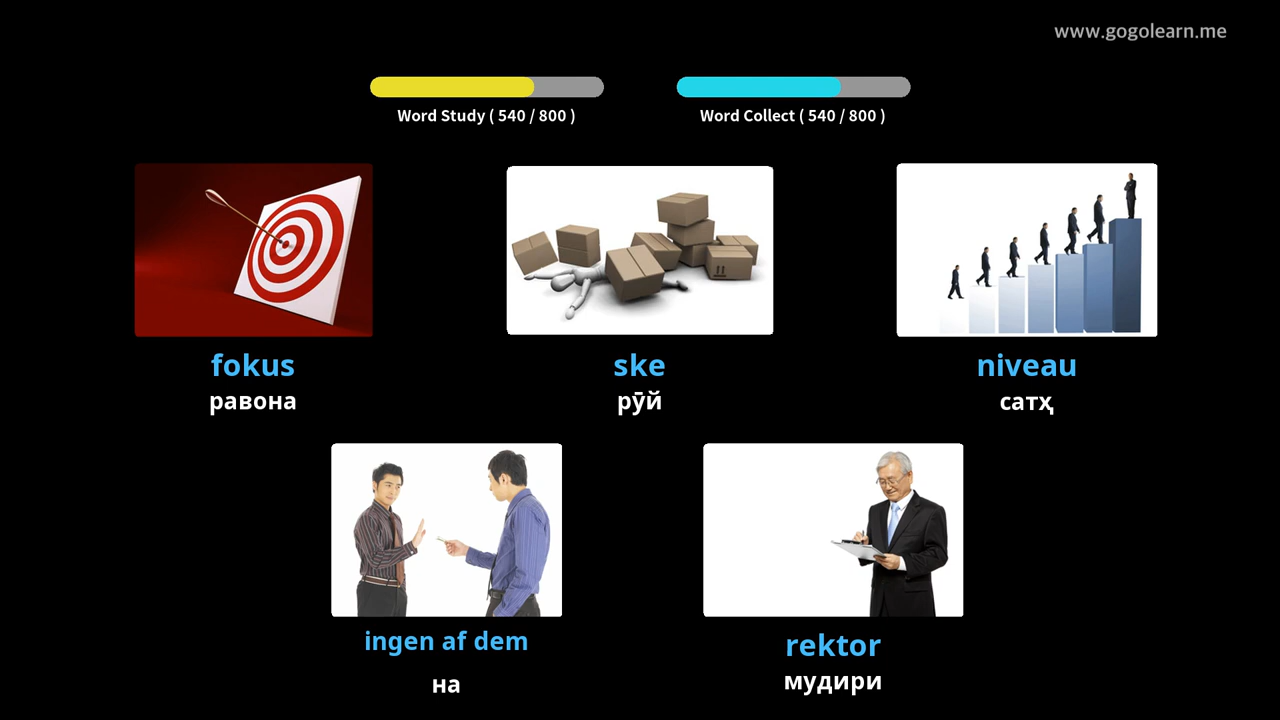 www.gogolearn.me
Word Study ( 540 / 800 )
Word Collect ( 540 / 800 )
fokus
равона
ske
рӯй
niveau
сатҳ
ingen af dem
на
rektor
мудири